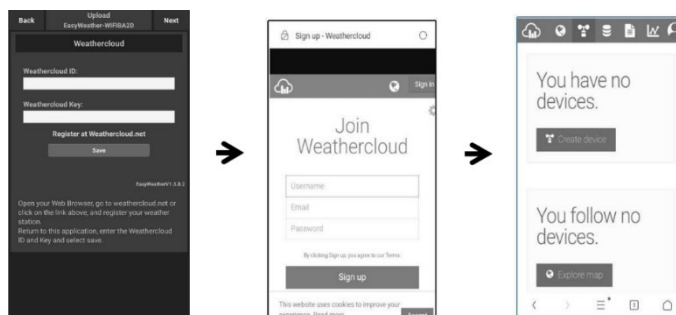 Back Upload Next
EasyWeather-WIFIBA2D
Weathercloud
Weathercloud ID:
Weathercloud Key:
Register at Weathercloud.net
Save
EasyWeatherV1.3.8.2
Open your Web Browser, go to weathercloud.net or
click on the link above, and register your weather
station.
Return to this application, enter the Weathercloud
ID and Key and select save.
Sign up - Weathercloud
Sign in
Join
Weathercloud
Username
Email
Password
By clicking Sign up you agree to our Terms.
Sign up
This website uses cookies to improve your
experience. Read more
Accept
You have no
devices.
Create device
You follow no
devices.
Explore map